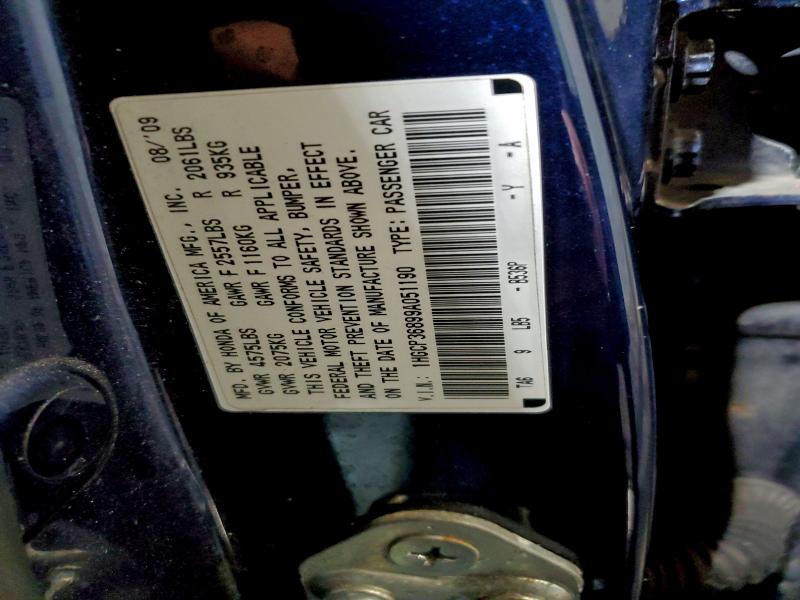 MFD. BY HONDA OF AMERICA MFG., INC. 08/'09
GVWR 4575LBS GAWR F 2557LBS R 2061LBS
GVWR 2075KG GAWR F 1160KG R 935KG
THIS VEHICLE CONFORMS TO ALL APPLICABLE
FEDERAL MOTOR VEHICLE SAFETY, BUMPER,
AND THEFT PREVENTION STANDARDS IN EFFECT
ON THE DATE OF MANUFACTURE SHOWN ABOVE.
V.I.N.: 1HGCP36899A051190 TYPE: PASSENGER CAR
TA6 9 LB5 -B536P -Y -A